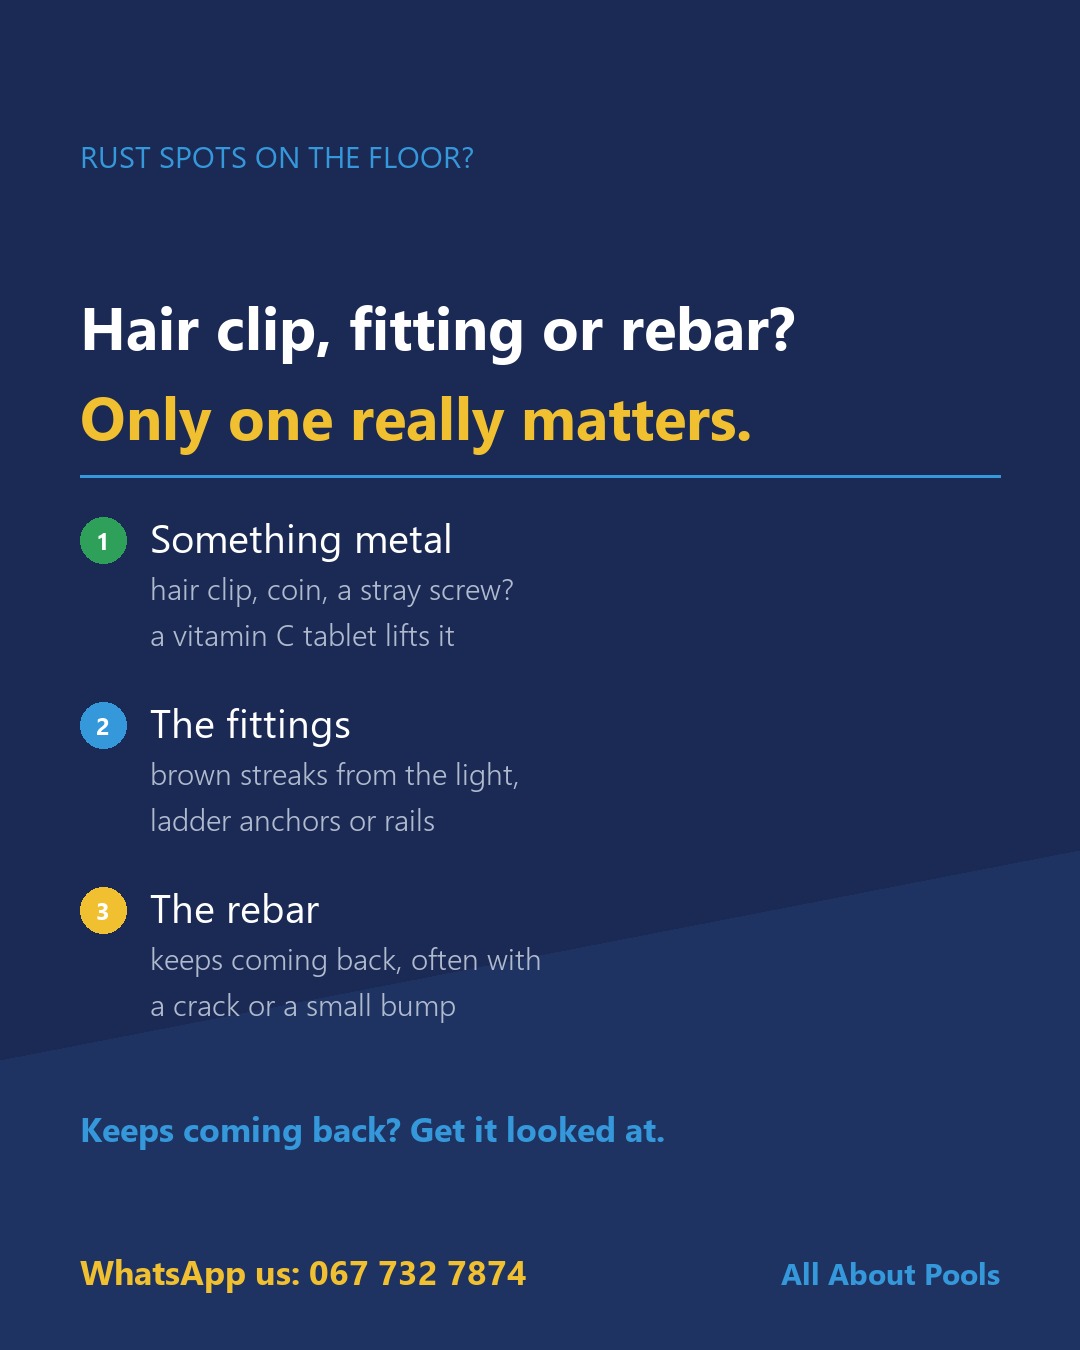 RUST SPOTS ON THE FLOOR?
Hair clip, fitting or rebar?
Only one really matters.
1 Something metal
hair clip, coin, a stray screw?
a vitamin C tablet lifts it
2 The fittings
brown streaks from the light,
ladder anchors or rails
3 The rebar
keeps coming back, often with
a crack or a small bump
Keeps coming back? Get it looked at.
WhatsApp us: 067 732 7874
All About Pools